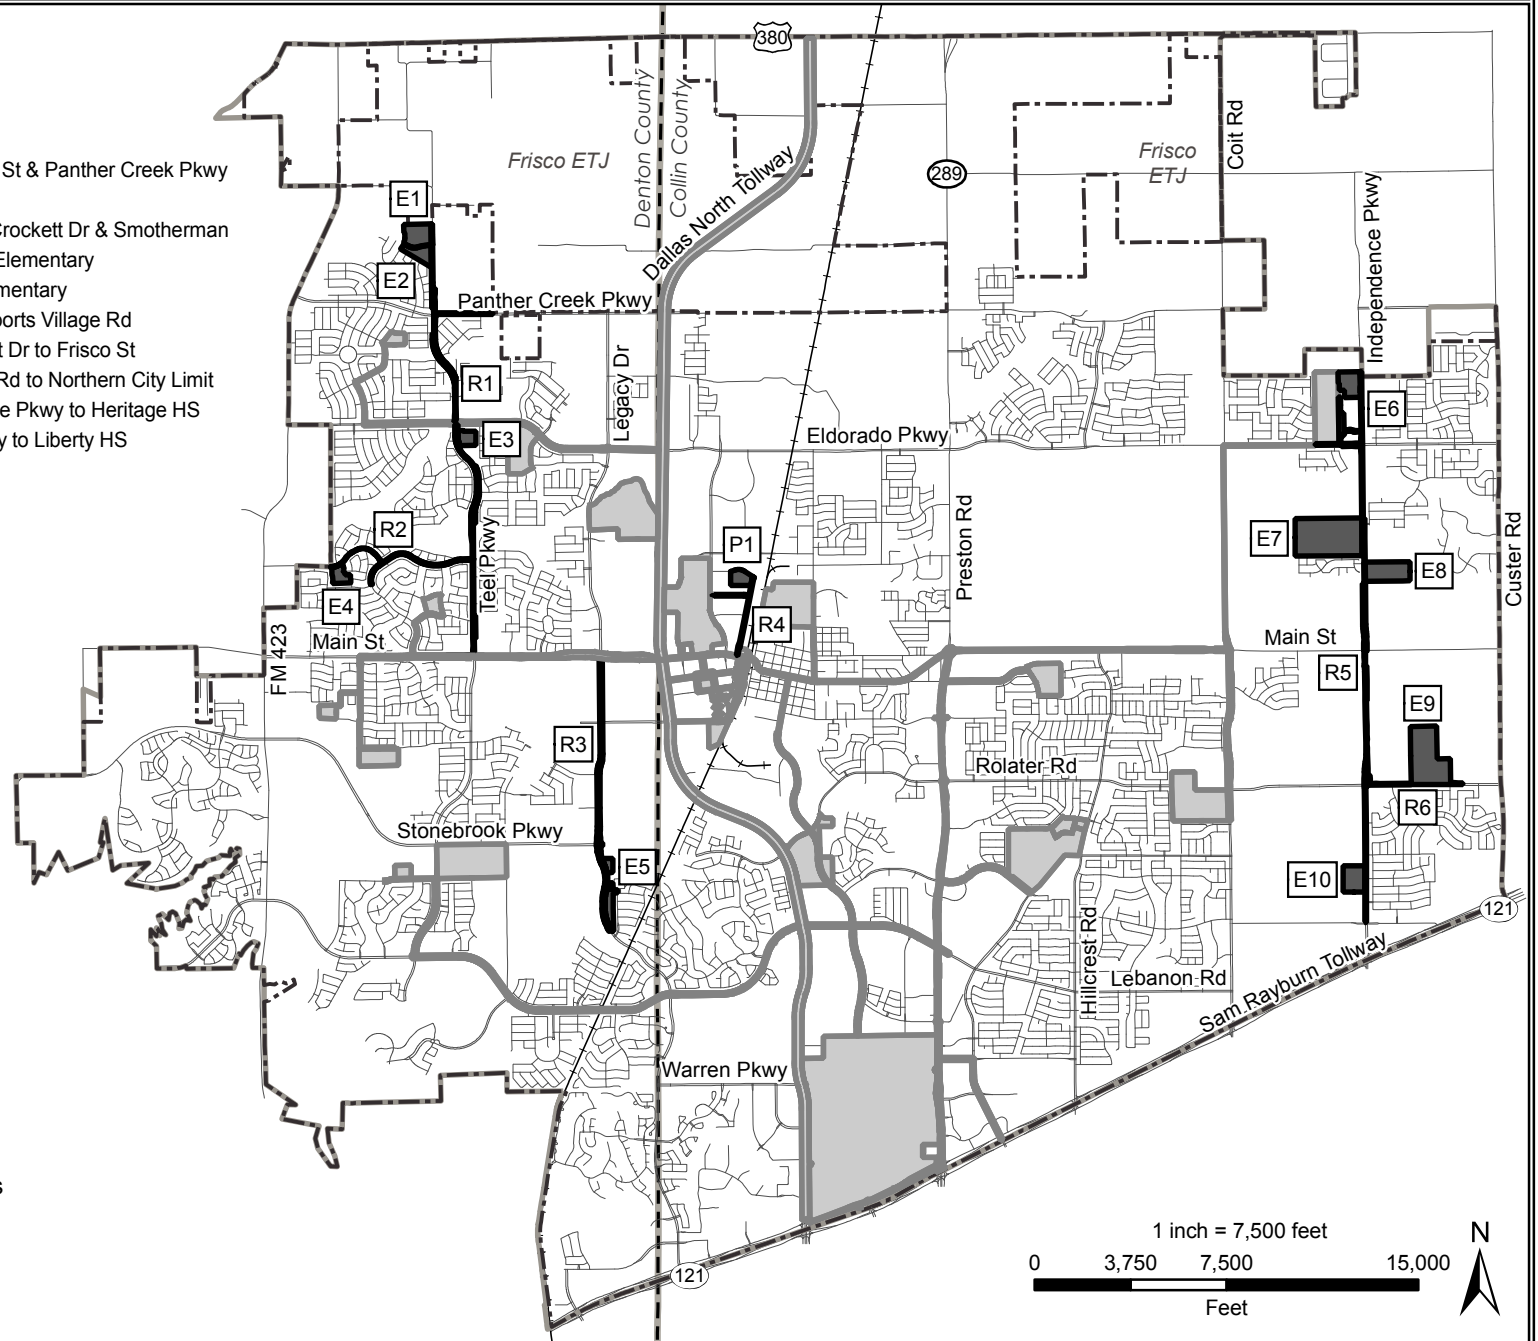 380
St & Panther Creek Pkwy
Crockett Dr & Smotherman
Elementary
mentary
ports Village Rd
t Dr to Frisco St
Rd to Northern City Limit
e Pkwy to Heritage HS
y to Liberty HS
s
Frisco ETJ
Denton County
Collin County
Dallas North Tollway
289
Frisco
ETJ
Coit Rd
Independence Pkwy
E1
E2
Panther Creek Pkwy
R1
Legacy Dr
E3
Eldorado Pkwy
E6
R2
Teel Pkwy
P1
Preston Rd
E7
E8
Custer Rd
E4
R4
FM 423
Main St
Main St
R5
E9
R3
Rolater Rd
R6
Stonebrook Pkwy
E5
E10
121
Hillcrest Rd
Lebanon Rd
Sam Rayburn Tollway
Warren Pkwy
121
1 inch = 7,500 feet
0 3,750 7,500 15,000
Feet
N